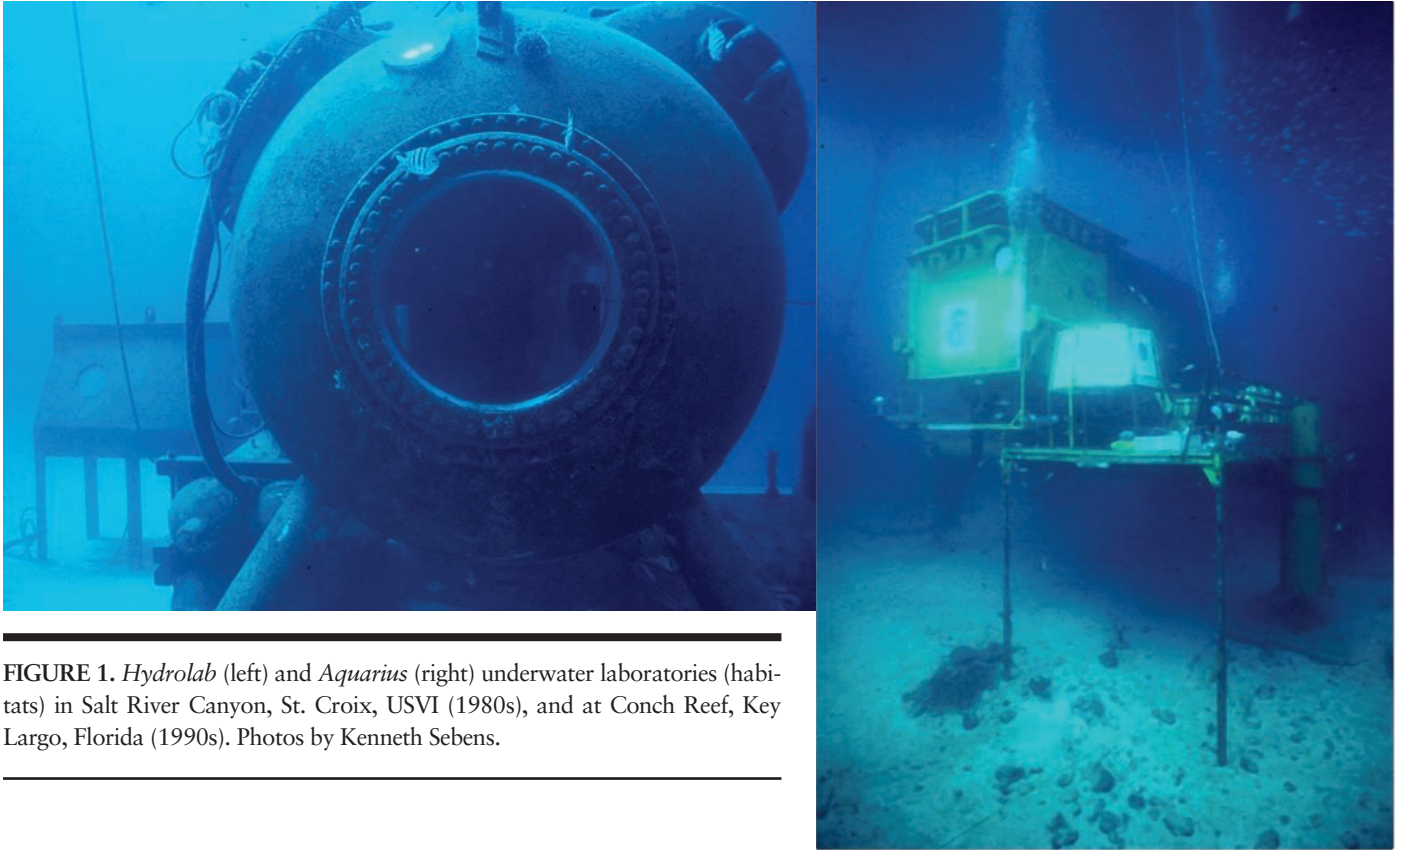 FIGURE 1. Hydrolab (left) and Aquarius (right) underwater laboratories (habi-
tats) in Salt River Canyon, St. Croix, USVI (1980s), and at Conch Reef, Key
Largo, Florida (1990s). Photos by Kenneth Sebens.